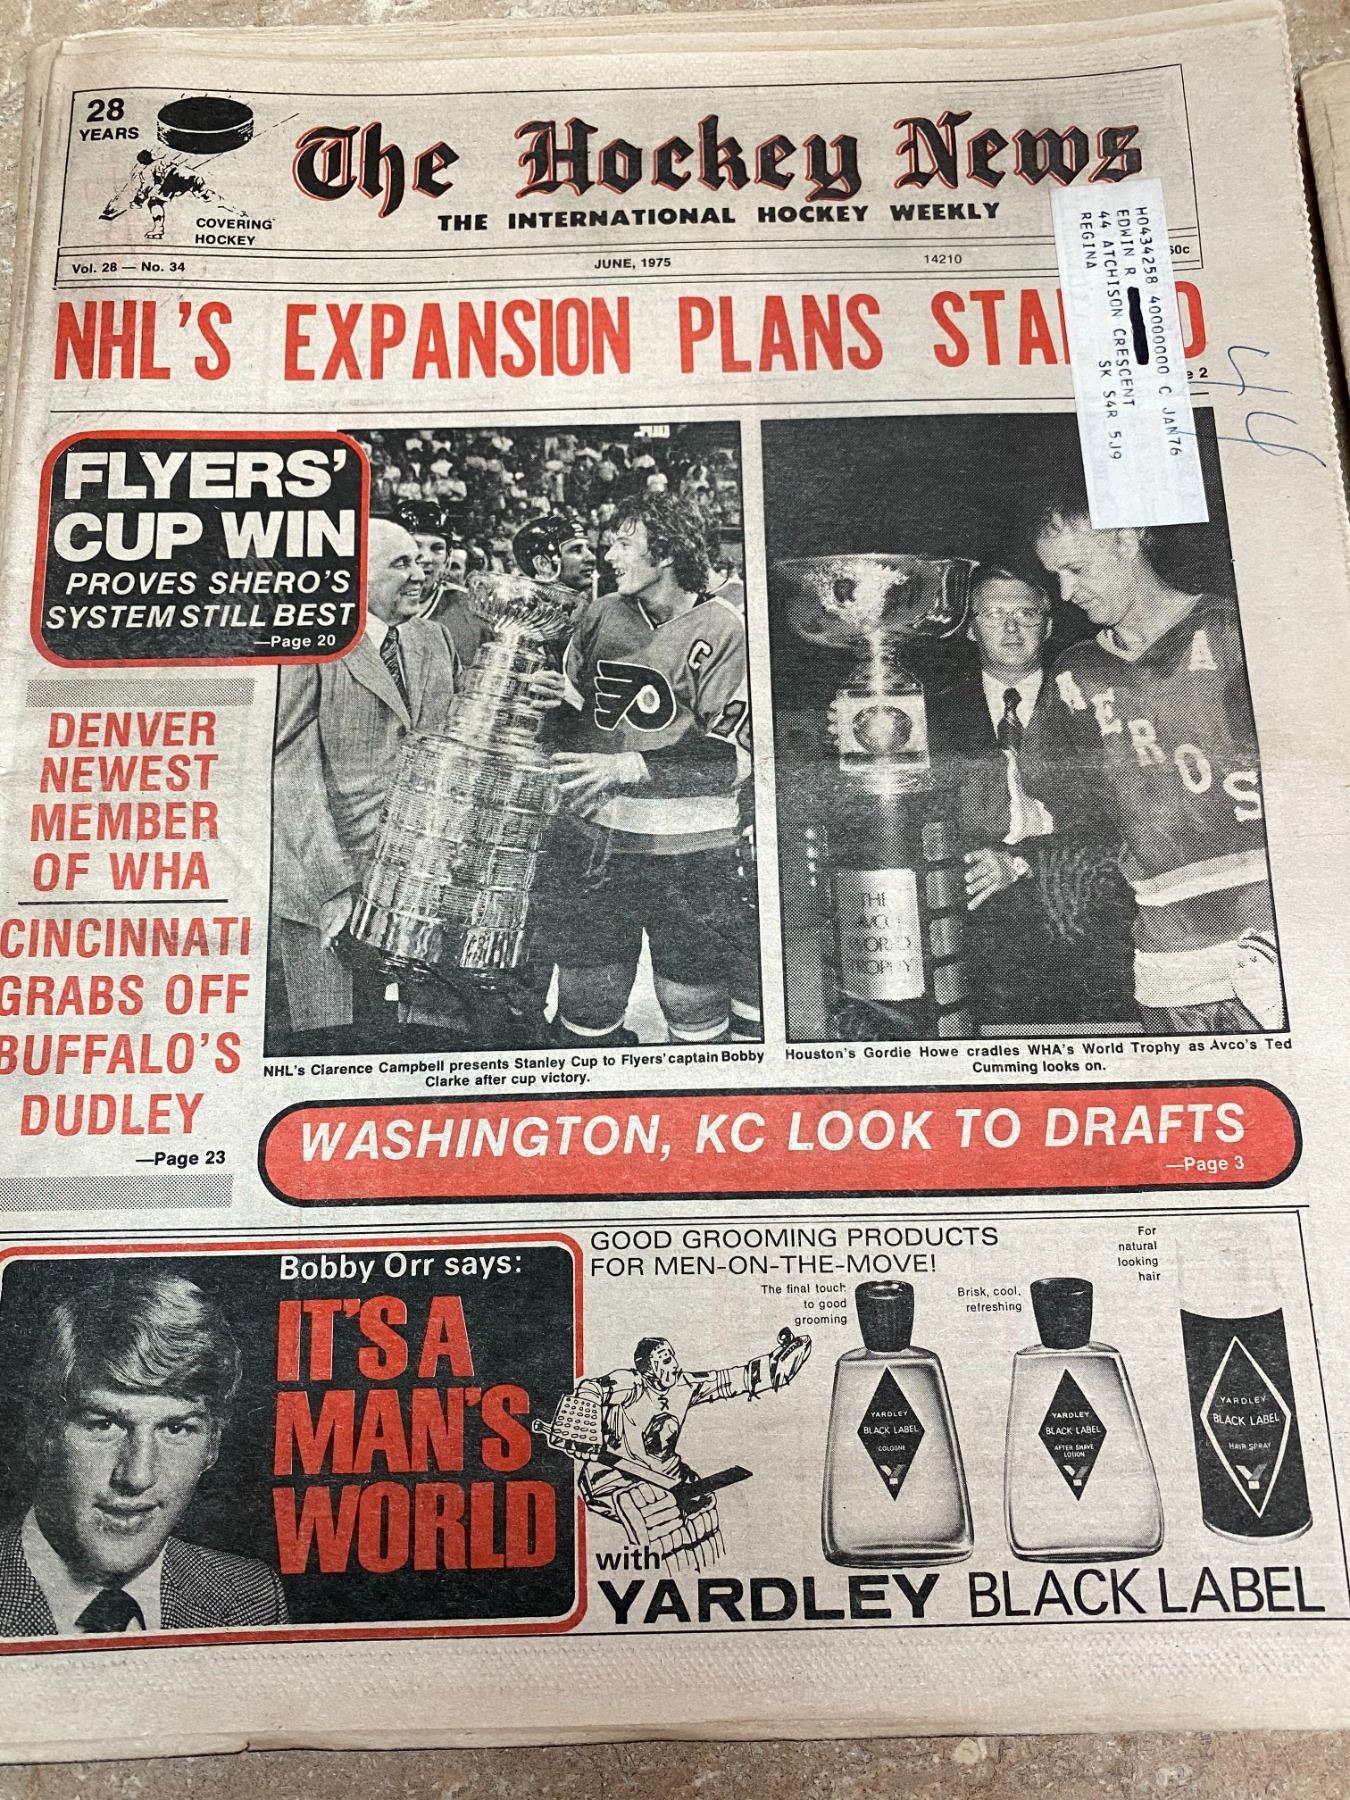 28
YEARS
COVERING
HOCKEY
The Hockey News
THE INTERNATIONAL HOCKEY WEEKLY
Vol. 28 — No. 34
JUNE, 1975
14210
H0434258 40000000 C JAN76
EDWIN R
44 ATCHISON CRESCENT
REGINA SK S4R 5J9
NHL'S EXPANSION PLANS
2
44
FLYERS'
CUP WIN
PROVES SHERO'S
SYSTEM STILL BEST
—Page 20
DENVER
NEWEST
MEMBER
OF WHA
CINCINNATI
GRABS OFF
BUFFALO'S
DUDLEY
—Page 23
C
A
AEROS
THE
AVCO
WORLD
TROPHY
NHL's Clarence Campbell presents Stanley Cup to Flyers' captain Bobby
Clarke after cup victory.
Houston's Gordie Howe cradles WHA's World Trophy as Avco's Ted
Cumming looks on.
WASHINGTON, KC LOOK TO DRAFTS
—Page 3
Bobby Orr says:
IT'S A
MAN'S
WORLD
GOOD GROOMING PRODUCTS
FOR MEN-ON-THE-MOVE!
The final touch
to good
grooming
Brisk, cool,
refreshing
For
natural
looking
hair
YARDLEY
BLACK LABEL
COLOGNE
YARDLEY
BLACK LABEL
AFTER SHAVE
LOTION
YARDLEY
BLACK LABEL
HAIR SPRAY
with
YARDLEY BLACK LABEL